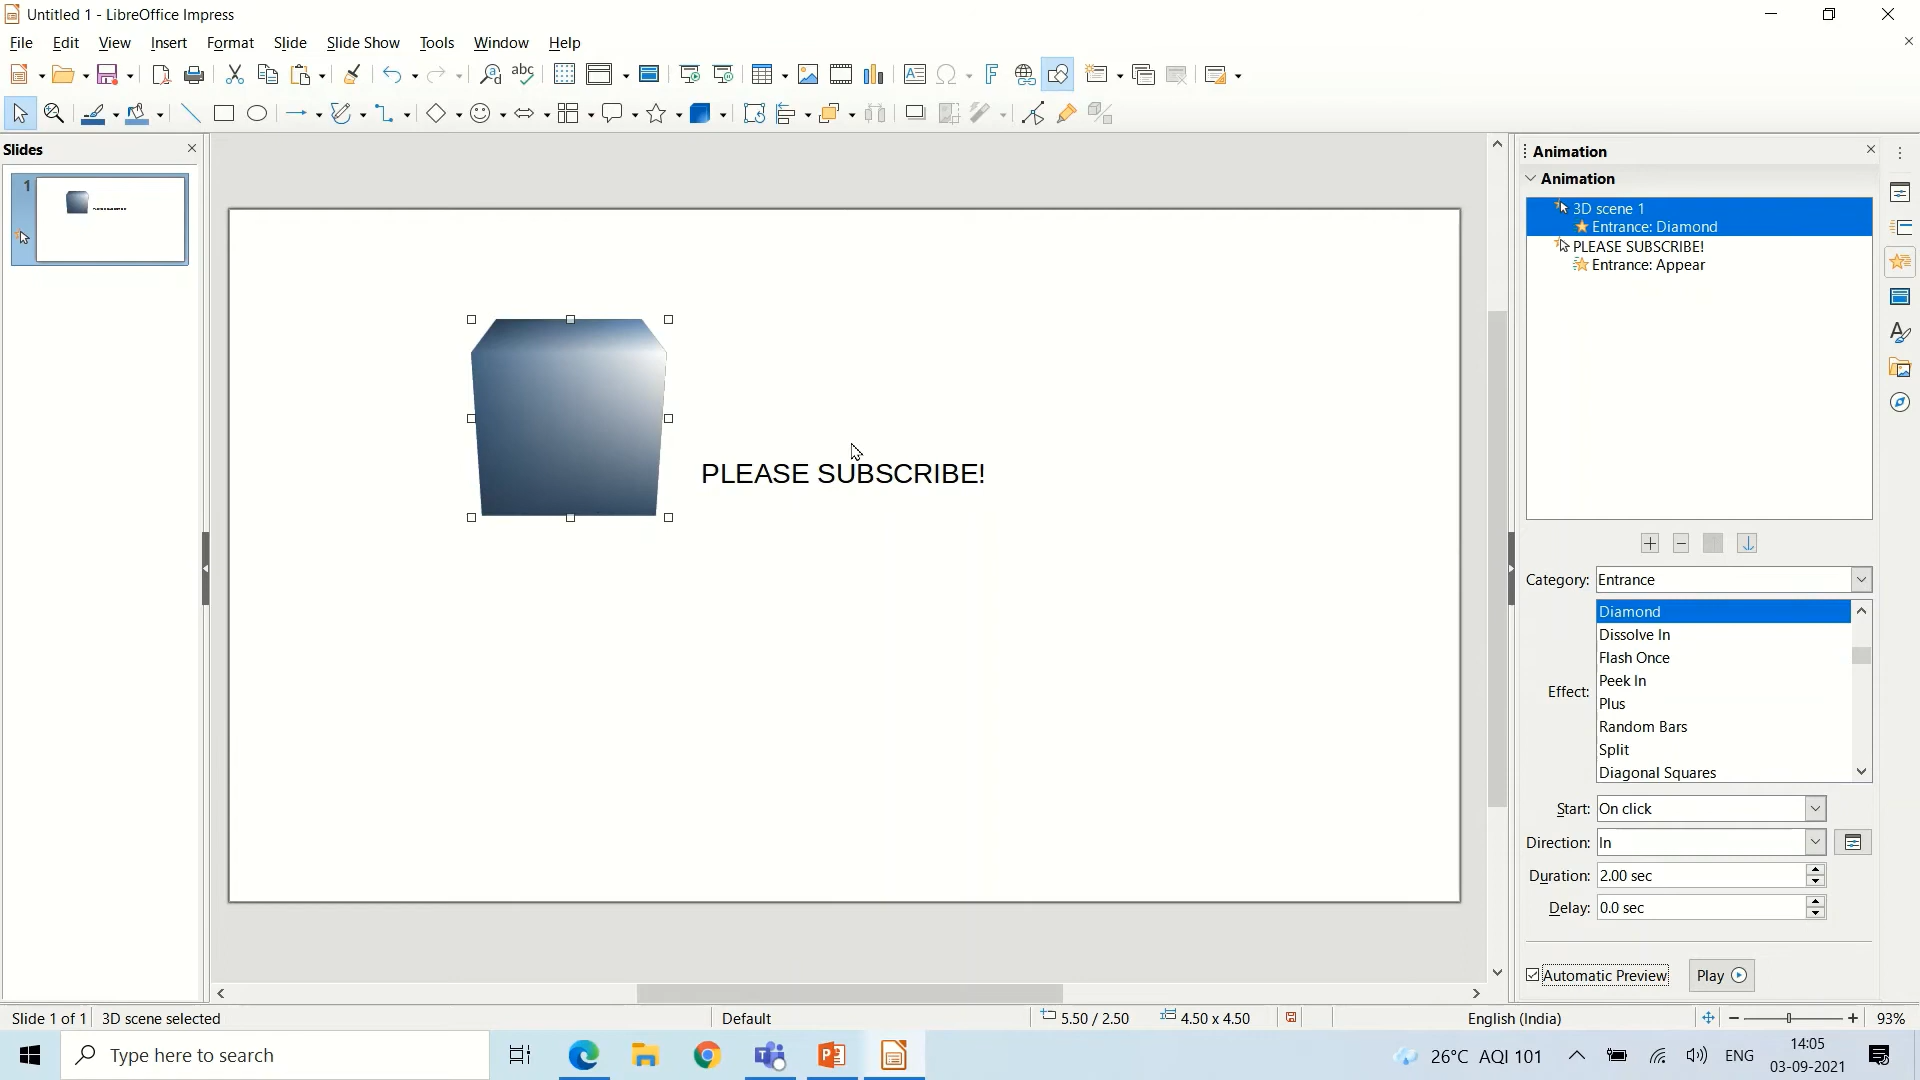 Untitled 1 - LibreOffice Impress
File Edit View Insert Format Slide Slide Show Tools Window Help
Slides
1
PLEASE SUBSCRIBE!
Animation
Animation
3D scene 1
Entrance: Diamond
PLEASE SUBSCRIBE!
Entrance: Appear
Category: Entrance
Effect:
Diamond
Dissolve In
Flash Once
Peek In
Plus
Random Bars
Split
Diagonal Squares
Start: On click
Direction: In
Duration: 2.00 sec
Delay: 0.0 sec
Automatic Preview Play
Slide 1 of 1 3D scene selected Default 5.50 / 2.50 4.50 x 4.50 English (India) 93%
Type here to search 26°C AQI 101 ENG 14:05
03-09-2021